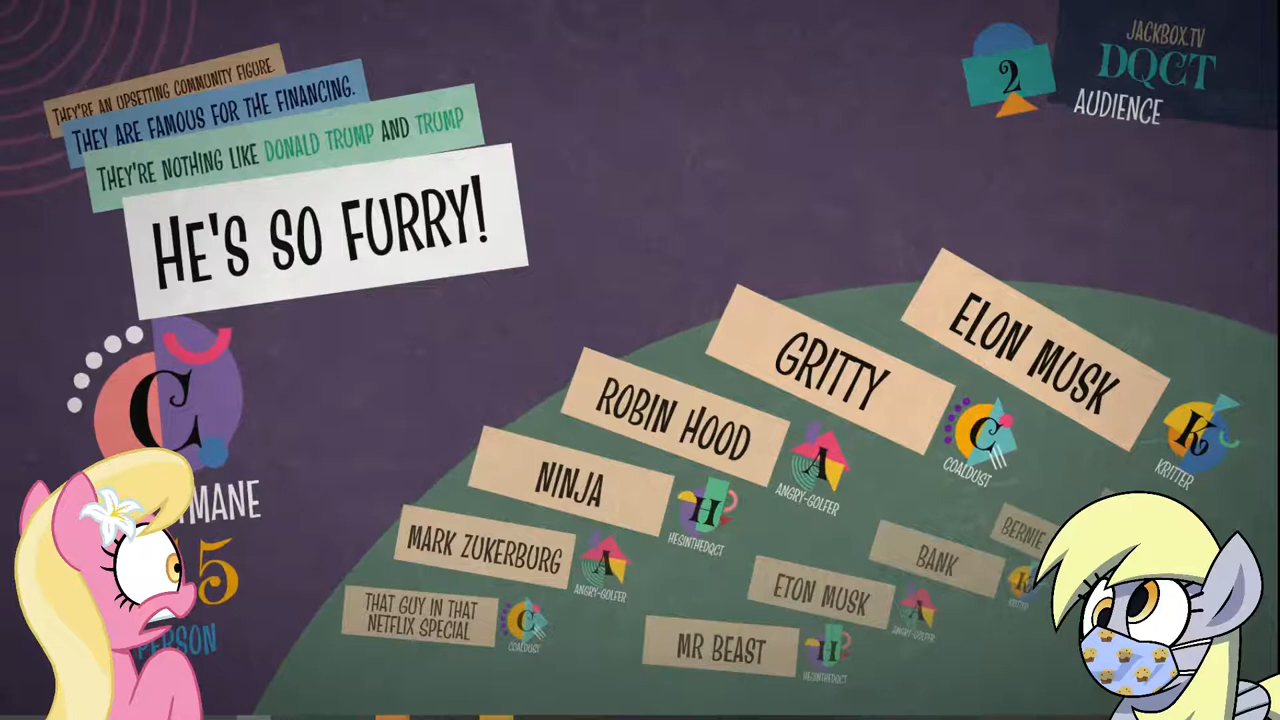 THEY'RE AN UPSETTING COMMUNITY FIGURE.
THEY ARE FAMOUS FOR THE FINANCING.
THEY'RE NOTHING LIKE DONALD TRUMP AND TRUMP
HE'S SO FURRY!
2
JACKBOX.TV
DQCT
AUDIENCE
C
MANE
5
PERSON
ELON MUSK
K
KRITTER
GRITTY
C
COALDUST
ROBIN HOOD
A
ANGRY-GOLFER
NINJA
H
HESINTHEDQCT
MARK ZUKERBURG
A
ANGRY-GOLFER
THAT GUY IN THAT
NETFLIX SPECIAL
C
COALDUST
BERNIE
K
BANK
A
ANGRY-GOLFER
ETON MUSK
MR BEAST
H
HESINTHEDQCT